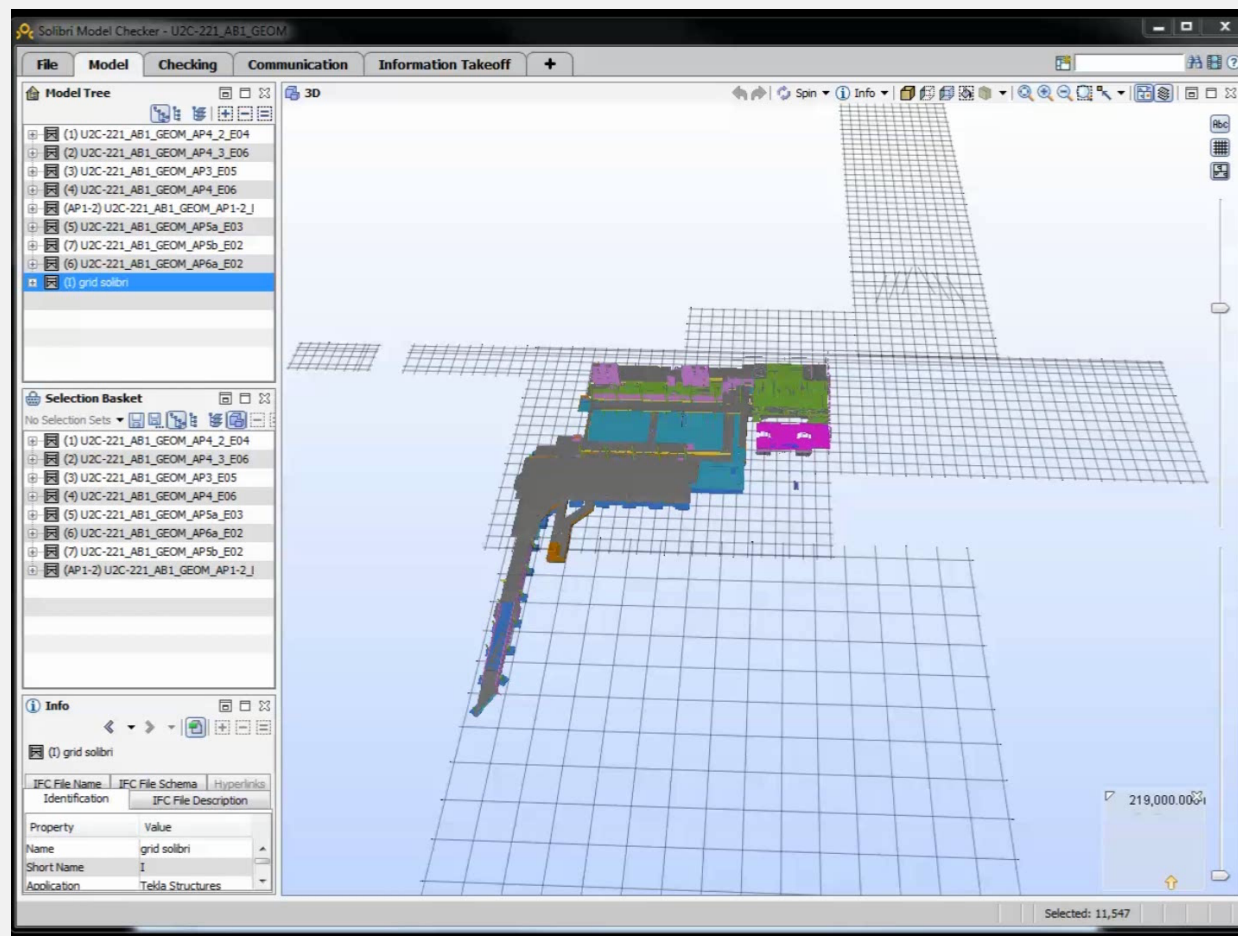 Solibri Model Checker - U2C-221_AB1_GEOM
File Model Checking Communication Information Takeoff +
Model Tree
(1) U2C-221_AB1_GEOM_AP4_2_E04
(2) U2C-221_AB1_GEOM_AP4_3_E06
(3) U2C-221_AB1_GEOM_AP3_E05
(4) U2C-221_AB1_GEOM_AP4_E06
(AP1-2) U2C-221_AB1_GEOM_AP1-2_I
(5) U2C-221_AB1_GEOM_AP5a_E03
(7) U2C-221_AB1_GEOM_AP5b_E02
(6) U2C-221_AB1_GEOM_AP6a_E02
(I) grid solibri
3D
Spin Info
Abc
Selection Basket
No Selection Sets
(1) U2C-221_AB1_GEOM_AP4_2_E04
(2) U2C-221_AB1_GEOM_AP4_3_E06
(3) U2C-221_AB1_GEOM_AP3_E05
(4) U2C-221_AB1_GEOM_AP4_E06
(5) U2C-221_AB1_GEOM_AP5a_E03
(6) U2C-221_AB1_GEOM_AP6a_E02
(7) U2C-221_AB1_GEOM_AP5b_E02
(AP1-2) U2C-221_AB1_GEOM_AP1-2_I
Info
(I) grid solibri
IFC File Name IFC File Schema Hyperlinks
Identification IFC File Description
Property Value
Name grid solibri
Short Name I
Application Tekla Structures
219,000.00
Selected: 11,547